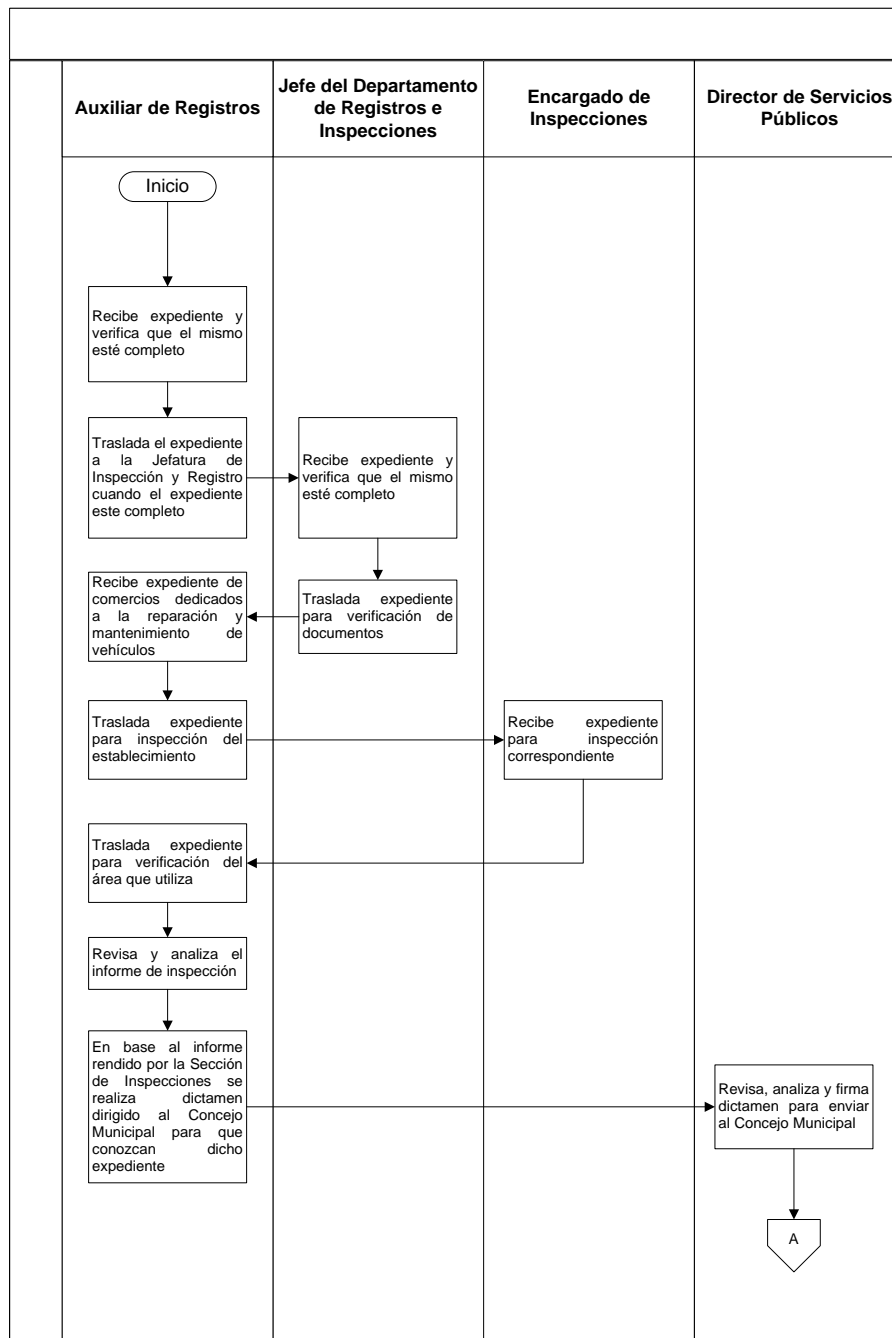 Auxiliar de Registros
Jefe del Departamento
de Registros e
Inspecciones
Encargado de
Inspecciones
Director de Servicios
Públicos
Inicio
Recibe expediente y
verifica que el mismo
esté completo
Traslada el expediente
a la Jefatura de
Inspección y Registro
cuando el expediente
este completo
Recibe expediente y
verifica que el mismo
esté completo
Traslada expediente
para verificación de
documentos
Recibe expediente de
comercios dedicados
a la reparación y
mantenimiento de
vehículos
Traslada expediente
para inspección del
establecimiento
Recibe expediente
para inspección
correspondiente
Traslada expediente
para verificación del
área que utiliza
Revisa y analiza el
informe de inspección
En base al informe
rendido por la Sección
de Inspecciones se
realiza dictamen
dirigido al Concejo
Municipal para que
conozcan dicho
expediente
Revisa, analiza y firma
dictamen para enviar
al Concejo Municipal
A